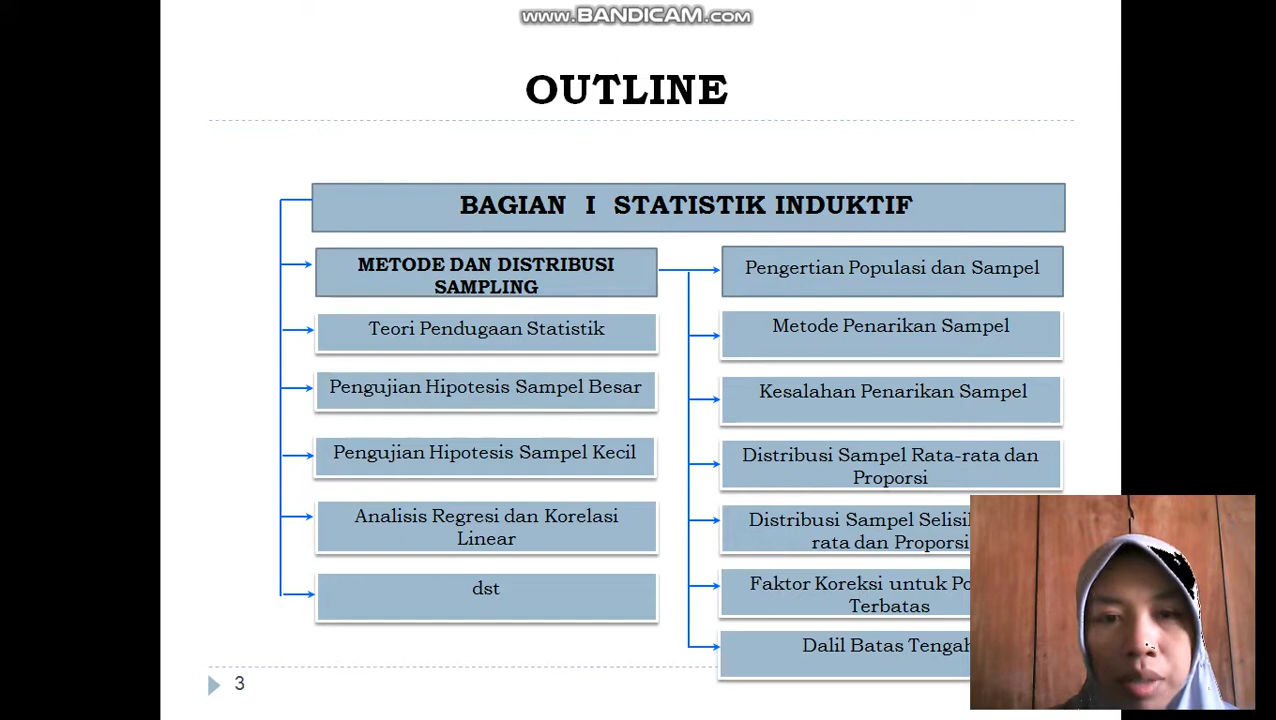 www.BANDICAM.com
OUTLINE
BAGIAN I STATISTIK INDUKTIF
METODE DAN DISTRIBUSI
SAMPLING
Teori Pendugaan Statistik
Pengujian Hipotesis Sampel Besar
Pengujian Hipotesis Sampel Kecil
Analisis Regresi dan Korelasi
Linear
dst
Pengertian Populasi dan Sampel
Metode Penarikan Sampel
Kesalahan Penarikan Sampel
Distribusi Sampel Rata-rata dan
Proporsi
Distribusi Sampel
rata dan Proporsi
Faktor Koreksi untuk
Terbatas
Dalil Batas Tengah
3